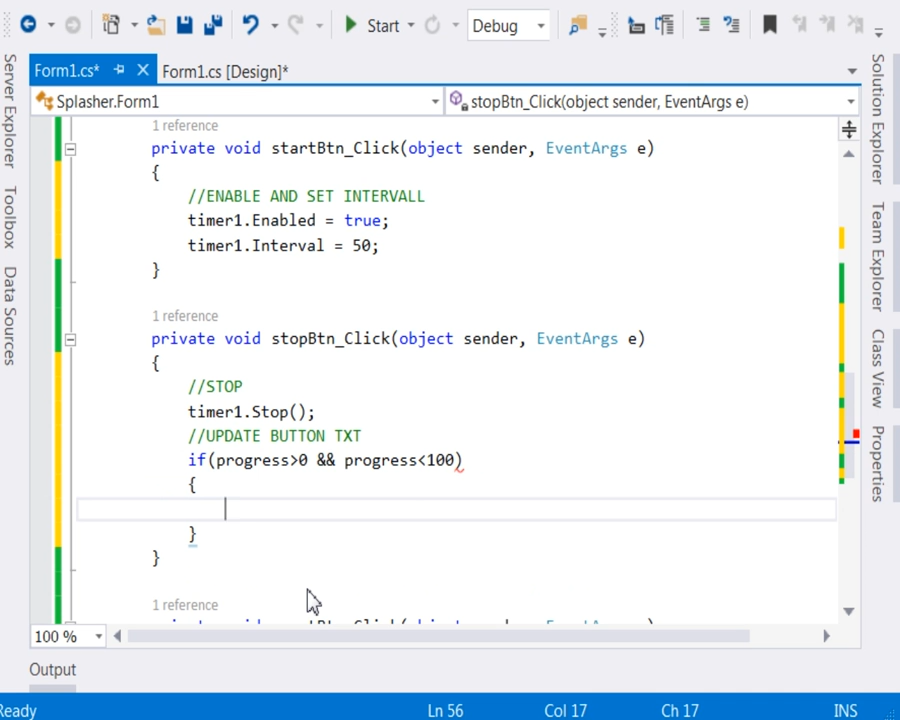 Start
Debug
Form1.cs*
Form1.cs [Design]*
Splasher.Form1
stopBtn_Click(object sender, EventArgs e)
Server Explorer
Toolbox
Data Sources
1 reference
private void startBtn_Click(object sender, EventArgs e)
{
//ENABLE AND SET INTERVALL
timer1.Enabled = true;
timer1.Interval = 50;
}
1 reference
private void stopBtn_Click(object sender, EventArgs e)
{
//STOP
timer1.Stop();
//UPDATE BUTTON TXT
if(progress>0 && progress<100)
{
}
}
1 reference
Solution Explorer
Team Explorer
Class View
Properties
100 %
Output
Ready
Ln 56
Col 17
Ch 17
INS